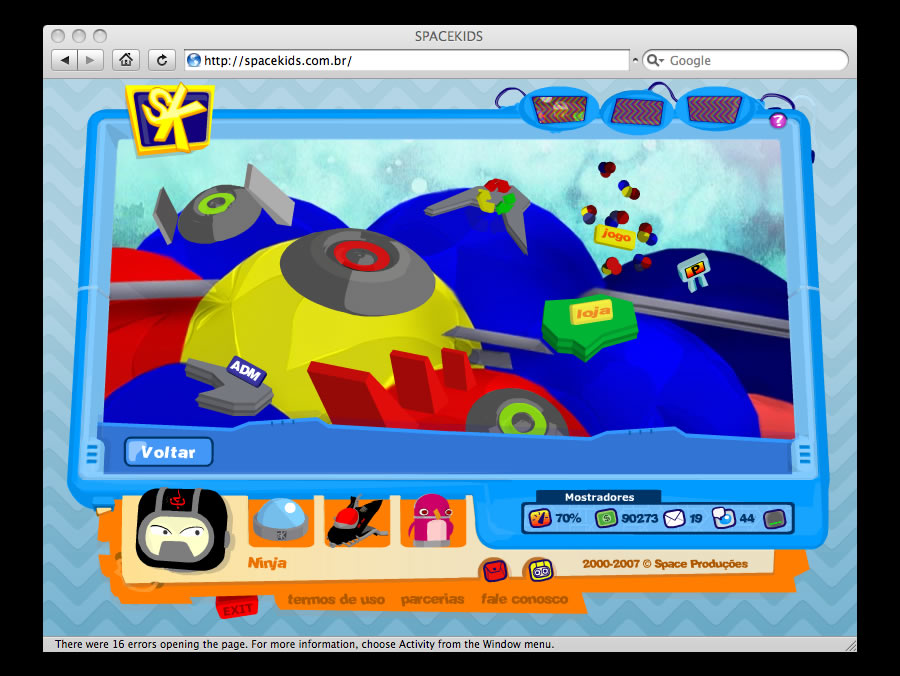 SPACEKIDS
http://spacekids.com.br/
Google
SK
?
jogo
P
loja
ADM
Voltar
Mostradores
70% $ 90273 19 44
Ninja
2000-2007 © Space Produções
EXIT
termos de uso parcerias fale conosco
There were 16 errors opening the page. For more information, choose Activity from the Window menu.